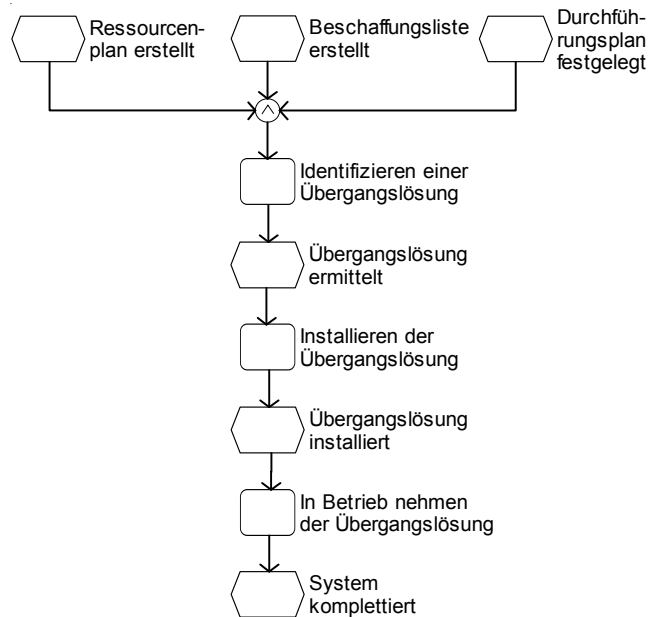 Ressourcen-
plan erstellt
Beschaffungsliste
erstellt
Durchfüh-
rungsplan
festgelegt
Identifizieren einer
Übergangslösung
Übergangslösung
ermittelt
Installieren der
Übergangslösung
Übergangslösung
installiert
In Betrieb nehmen
der Übergangslösung
System
komplettiert